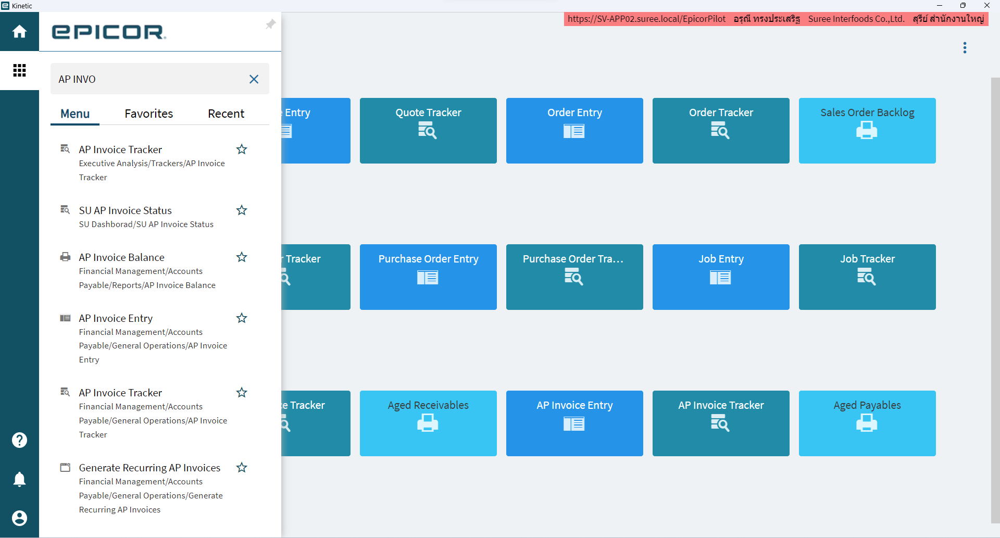 Kinetic
https://SV-APP02.suree.local/EpicorPilot อรุณี ทรงประเสริฐ Suree Interfoods Co.,Ltd. สุรีย์ สำนักงานใหญ่
EPICOR
AP INVO
Menu Favorites Recent
AP Invoice Tracker
Executive Analysis/Trackers/AP Invoice
Tracker
SU AP Invoice Status
SU Dashborad/SU AP Invoice Status
AP Invoice Balance
Financial Management/Accounts
Payable/Reports/AP Invoice Balance
AP Invoice Entry
Financial Management/Accounts
Payable/General Operations/AP Invoice
Entry
AP Invoice Tracker
Financial Management/Accounts
Payable/General Operations/AP Invoice
Tracker
Generate Recurring AP Invoices
Financial Management/Accounts
Payable/General Operations/Generate
Recurring AP Invoices
Entry Quote Tracker Order Entry Order Tracker Sales Order Backlog
Tracker Purchase Order Entry Purchase Order Tra... Job Entry Job Tracker
Tracker Aged Receivables AP Invoice Entry AP Invoice Tracker Aged Payables